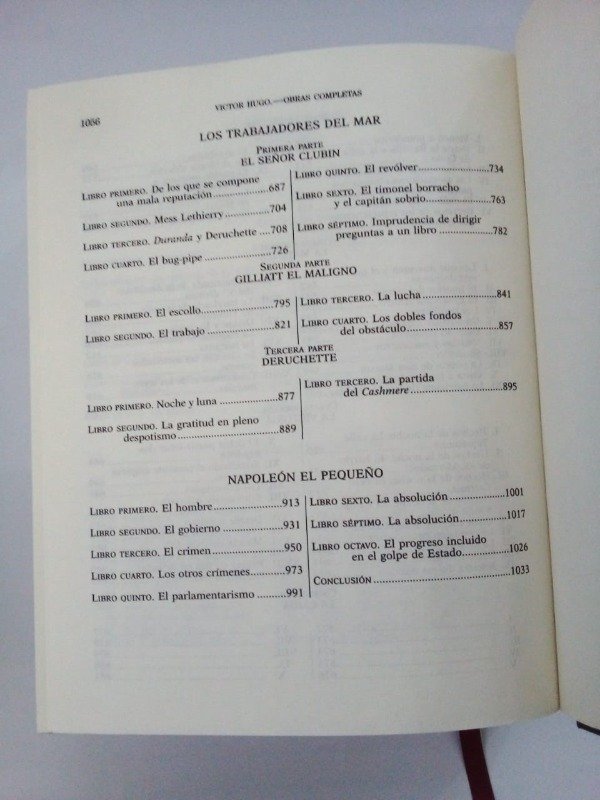 1056
VICTOR HUGO.—OBRAS COMPLETAS
LOS TRABAJADORES DEL MAR
PRIMERA PARTE
EL SEÑOR CLUBIN
LIBRO PRIMERO. De los que se compone
una mala reputación..................687
LIBRO SEGUNDO. Mess Lethierry ...........704
LIBRO TERCERO. Duranda y Deruchette ....708
LIBRO CUARTO. El bug-pipe .................726
LIBRO QUINTO. El revólver..................734
LIBRO SEXTO. El timonel borracho
y el capitán sobrio..................763
LIBRO SÉPTIMO. Imprudencia de dirigir
preguntas a un libro ...............782
SEGUNDA PARTE
GILLIATT EL MALIGNO
LIBRO PRIMERO. El escollo...................795
LIBRO SEGUNDO. El trabajo .................821
LIBRO TERCERO. La lucha ...................841
LIBRO CUARTO. Los dobles fondos
del obstáculo.......................857
TERCERA PARTE
DERUCHETTE
LIBRO PRIMERO. Noche y luna .............877
LIBRO SEGUNDO. La gratitud en pleno
despotismo.........................889
LIBRO TERCERO. La partida
del Cashmere......................895
NAPOLEÓN EL PEQUEÑO
LIBRO PRIMERO. El hombre.................913
LIBRO SEGUNDO. El gobierno ..............931
LIBRO TERCERO. El crimen .................950
LIBRO CUARTO. Los otros crímenes........973
LIBRO QUINTO. El parlamentarismo .......991
LIBRO SEXTO. La absolución ..............1001
LIBRO SÉPTIMO. La absolución ............1017
LIBRO OCTAVO. El progreso incluido
en el golpe de Estado............1026
CONCLUSIÓN .................................1033